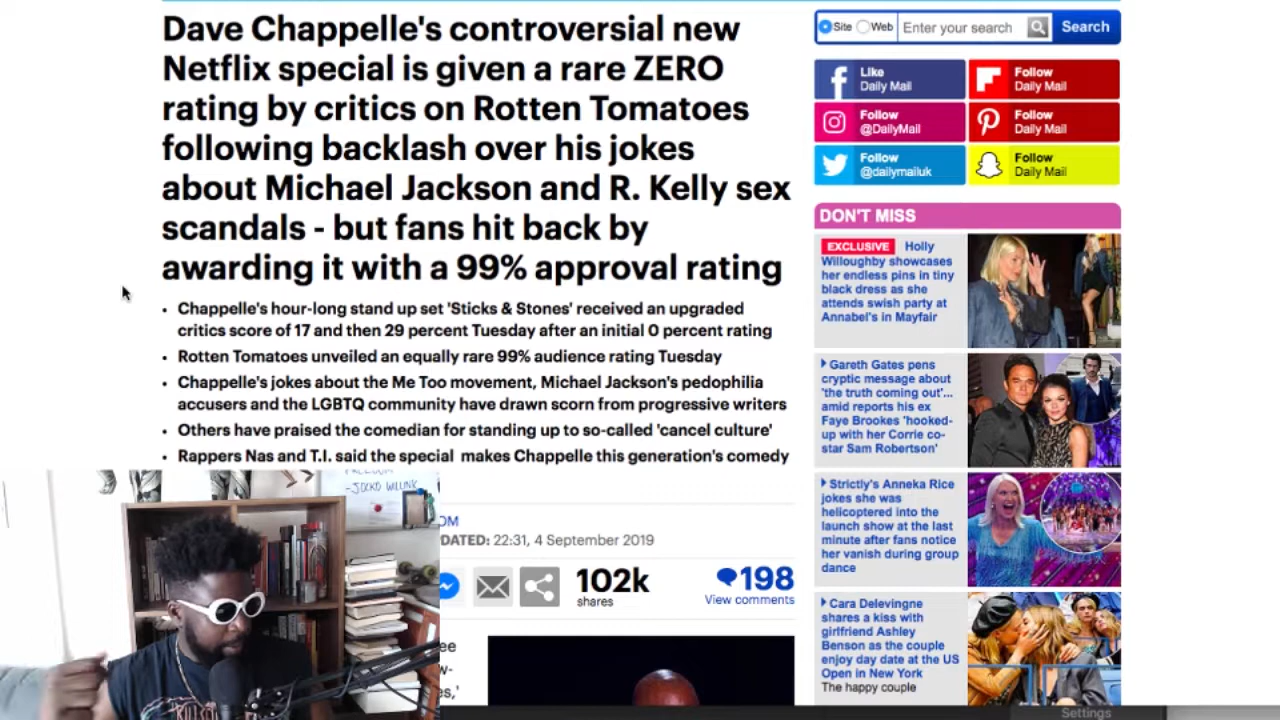 Dave Chappelle's controversial new
Netflix special is given a rare ZERO
rating by critics on Rotten Tomatoes
following backlash over his jokes
about Michael Jackson and R. Kelly sex
scandals - but fans hit back by
awarding it with a 99% approval rating
• Chappelle's hour-long stand up set 'Sticks & Stones' received an upgraded
critics score of 17 and then 29 percent Tuesday after an initial 0 percent rating
• Rotten Tomatoes unveiled an equally rare 99% audience rating Tuesday
• Chappelle's jokes about the Me Too movement, Michael Jackson's pedophilia
accusers and the LGBTQ community have drawn scorn from progressive writers
• Others have praised the comedian for standing up to so-called 'cancel culture'
• Rappers Nas and T.I. said the special makes Chappelle this generation's comedy
FREEDOM
-JOCKO WILLINK
OM
DATED: 22:31, 4 September 2019
102k
shares
198
View comments
ee
w-
es,'
Site Web Enter your search Search
Like
Daily Mail
Follow
Daily Mail
Follow
@DailyMail
Follow
Daily Mail
Follow
@dailymailuk
Follow
Daily Mail
DON'T MISS
EXCLUSIVE Holly
Willoughby showcases
her endless pins in tiny
black dress as she
attends swish party at
Annabel's in Mayfair
Gareth Gates pens
cryptic message about
'the truth coming out'...
amid reports his ex
Faye Brookes 'hooked-
up with her Corrie co-
star Sam Robertson'
Strictly's Anneka Rice
jokes she was
helicoptered into the
launch show at the last
minute after fans notice
her vanish during group
dance
Cara Delevingne
shares a kiss with
girlfriend Ashley
Benson as the couple
enjoy day date at the US
Open in New York
The happy couple
Settings